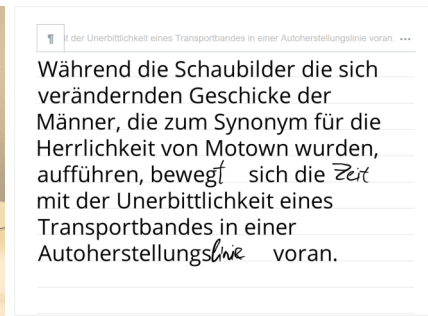 ¶ it der Unerbittlichkeit eines Transportbandes in einer Autoherstellungslinie voran. ...
Während die Schaubilder die sich
verändernden Geschicke der
Männer, die zum Synonym für die
Herrlichkeit von Motown wurden,
aufführen, bewegt sich die Zeit
mit der Unerbittlichkeit eines
Transportbandes in einer
Autoherstellungslinie voran.